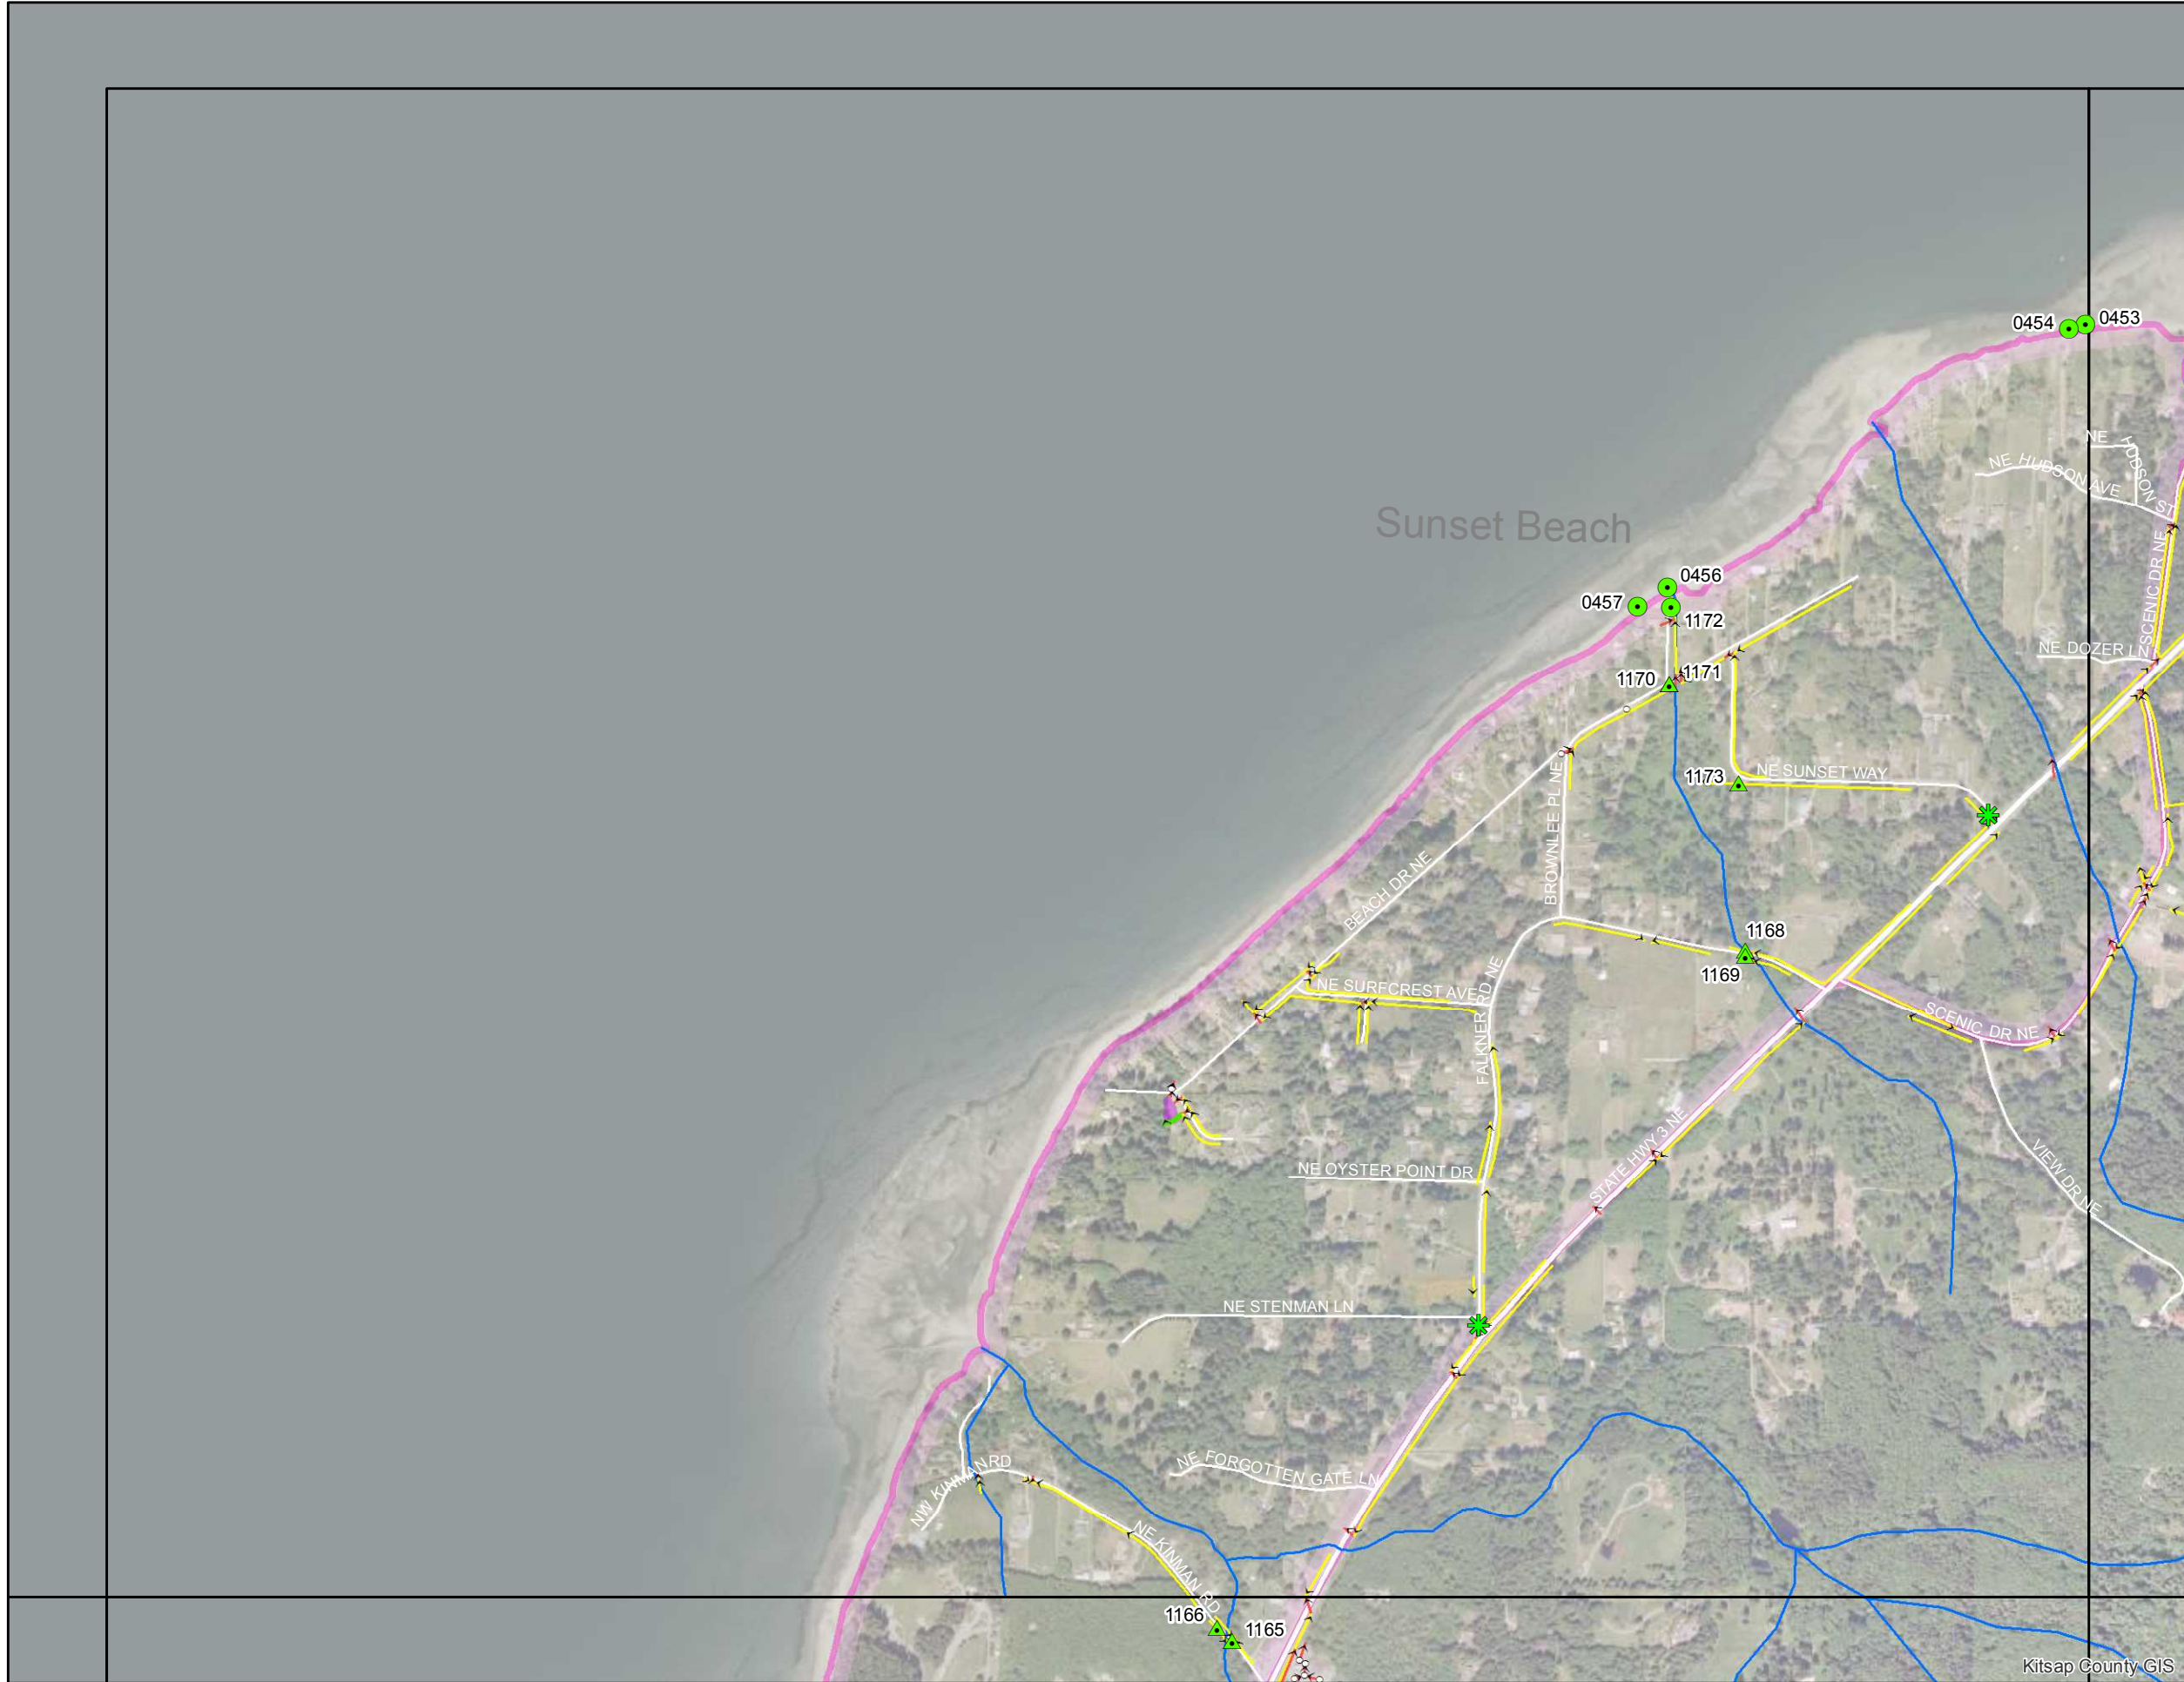 0454
0453
NE
HUDSON ST
NE HUDSON AVE
Sunset Beach
SCENIC DR NE
0456
0457
1172
NE DOZER LN
1170
1171
1173
NE SUNSET WAY
BROWNLEE PL NE
BEACH DR NE
1168
1169
NE SURFCREST AVE
FALKNER RD NE
SCENIC DR NE
STATE HWY 3 NE
VIEW DR NE
NE OYSTER POINT DR
NE STENMAN LN
NE FORGOTTEN GATE LN
NW KINMAN RD
NE KINMAN RD
1166
1165
Kitsap County GIS